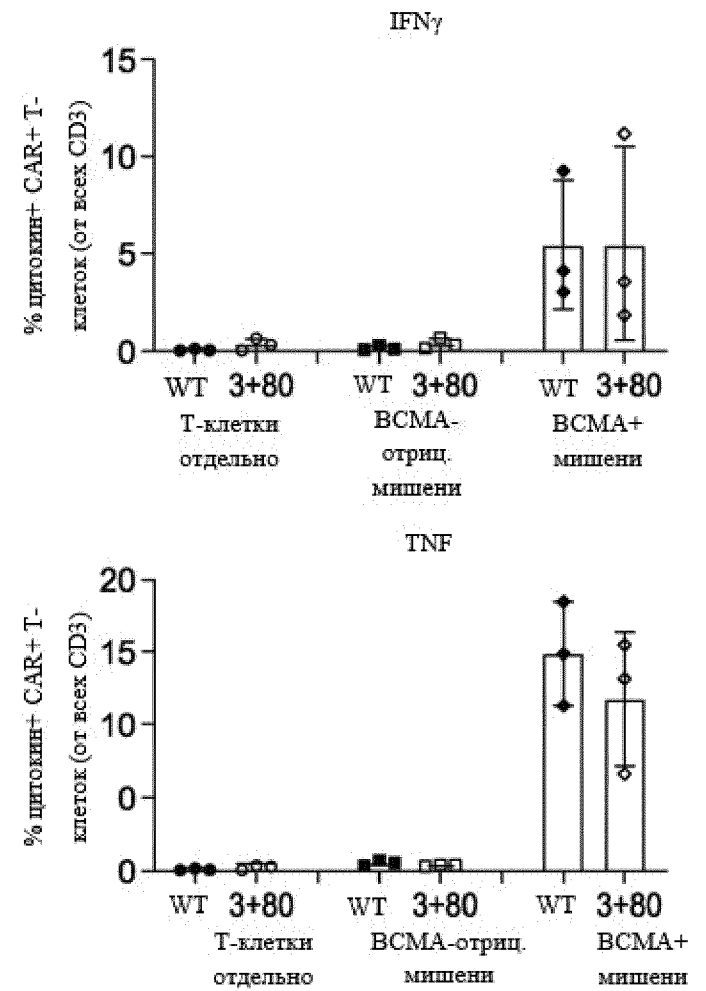 IFNγ
% цитокин+ CAR+ Т-
клеток (от всех CD3)
15
10
5
0
WT 3+80 WT 3+80 WT 3+80
Т-клетки
отдельно
BCMA-
отриц.
мишени
BCMA+
мишени
TNF
% цитокин+ CAR+ Т-
клеток (от всех CD3)
20
15
10
0
0
WT 3+80 WT 3+80 WT 3+80
Т-клетки BCMA-отриц. BCMA+
отдельно мишени мишени